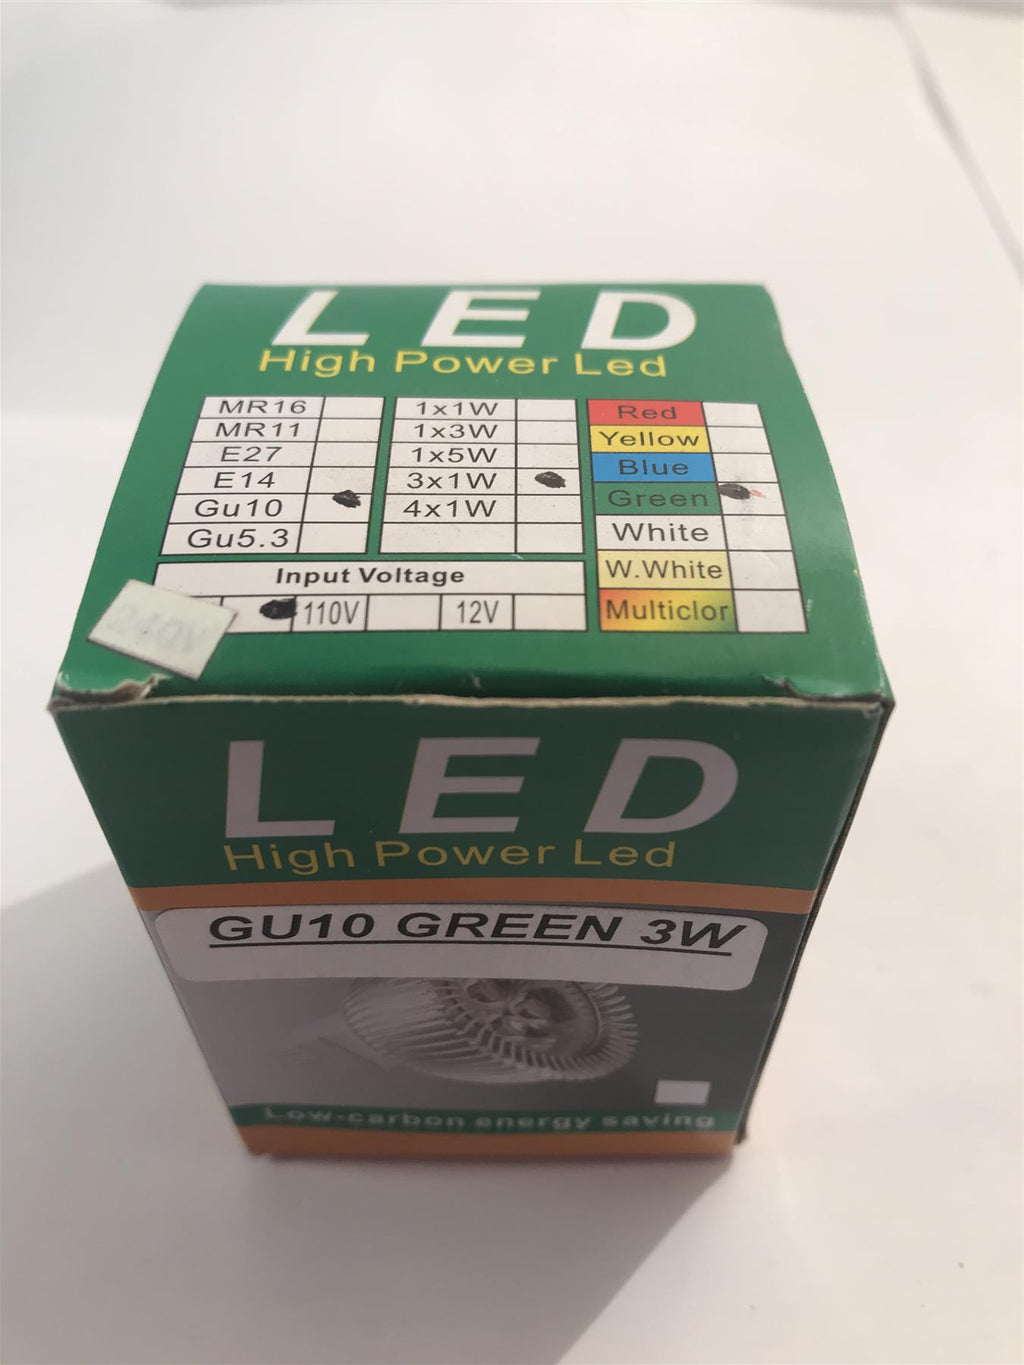 LED
High Power Led
MR16
MR11
E27
E14
Gu10
Gu5.3
1x1W
1x3W
1x5W
3x1W
4x1W
Red
Yellow
Blue
Green
White
W.White
Multiclor
Input Voltage
240V 110V 12V
LED
High Power Led
GU10 GREEN 3W
Low-carbon energy saving